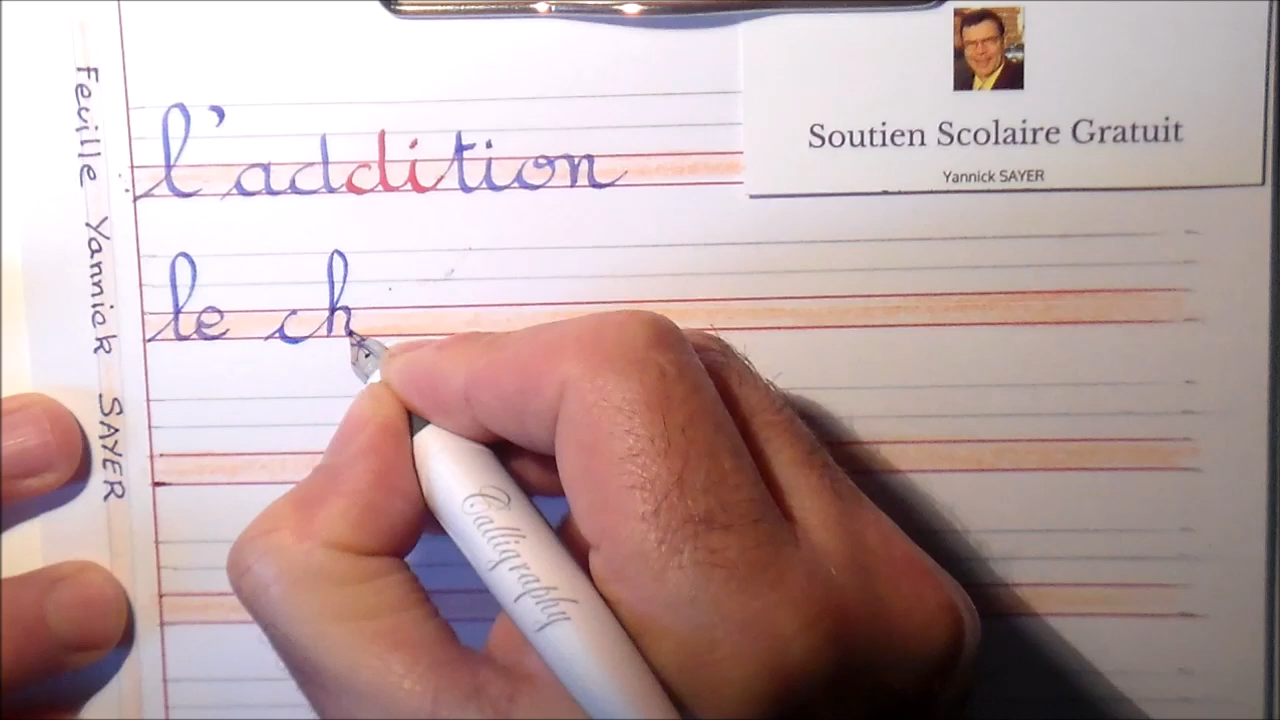 l'addition
le ch
Soutien Scolaire Gratuit
Yannick SAYER
Feuille Yannick SAYER
Calligraphy